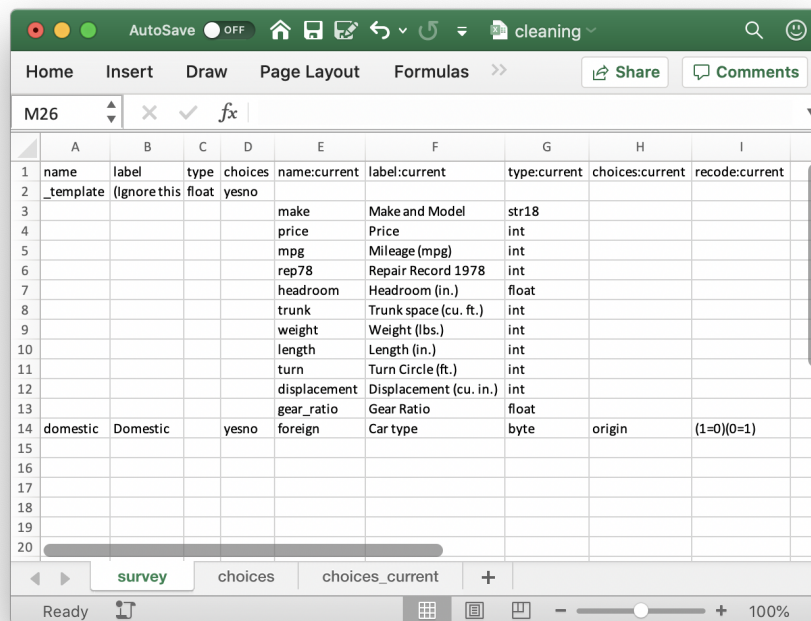 AutoSave OFF cleaning
Home Insert Draw Page Layout Formulas Share Comments
M26 fx
A B C D E F G H I
1 name label type choices name:current label:current type:current choices:current recode:current
2 _template (Ignore this float yesno
3 make Make and Model str18
4 price Price int
5 mpg Mileage (mpg) int
6 rep78 Repair Record 1978 int
7 headroom Headroom (in.) float
8 trunk Trunk space (cu. ft.) int
9 weight Weight (lbs.) int
10 length Length (in.) int
11 turn Turn Circle (ft.) int
12 displacement Displacement (cu. in.) int
13 gear_ratio Gear Ratio float
14 domestic Domestic yesno foreign Car type byte origin (1=0)(0=1)
15
16
17
18
19
20
survey choices choices_current +
Ready 100%